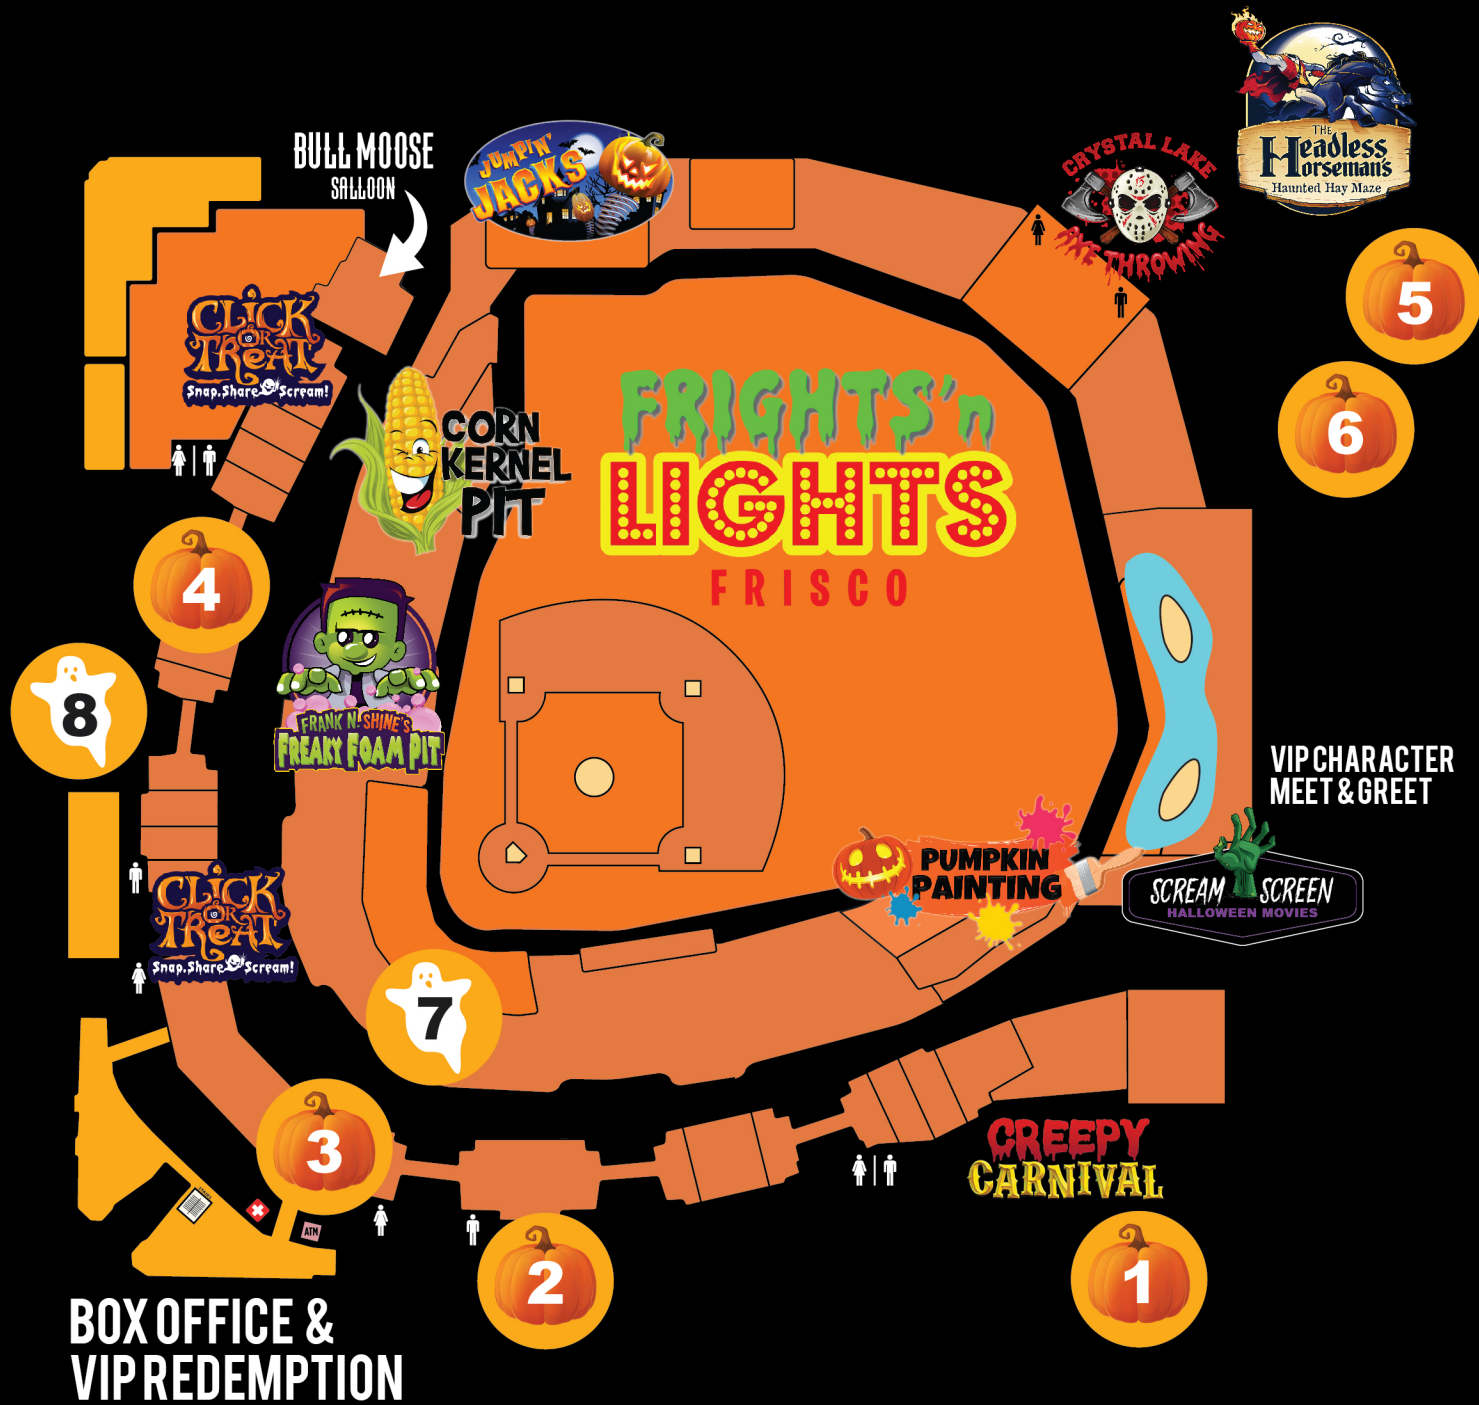 THE
Headless
Horseman's
Haunted Hay Maze
BULL MOOSE
SALLOON
JUMPIN'
JACKS
CRYSTAL LAKE
13
AXE THROWING
5
CLICK
OR
TREAT
Snap.Share Scream!
6
CORN
KERNEL
PIT
FRIGHTS'n
LIGHTS
FRISCO
4
8
FRANK N. SHINE'S
FREAKY FOAM PIT
VIP CHARACTER
MEET & GREET
PUMPKIN
PAINTING
SCREAM SCREEN
HALLOWEEN MOVIES
CLICK
OR
TREAT
Snap.Share Scream!
7
3
CREEPY
CARNIVAL
ATM
2
1
BOX OFFICE &
VIP REDEMPTION